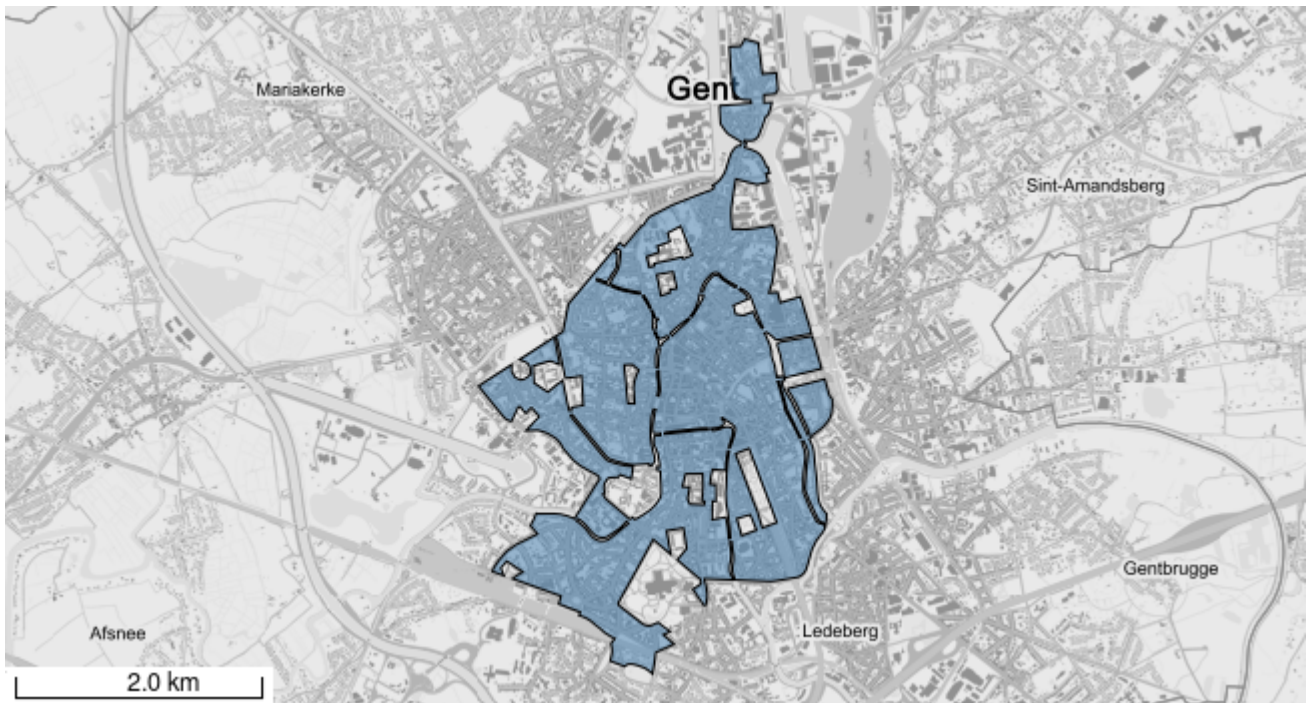 Gent
Mariakerke
Sint-Amandsberg
Gentbrugge
Afsnee
Ledeberg
2.0 km